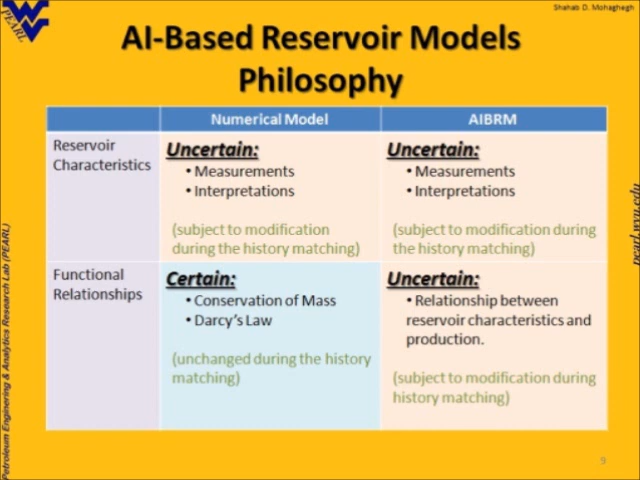 Shahab D. Mohaghegh
PEARL
AI-Based Reservoir Models
Philosophy
Numerical Model
AIBRM
Reservoir
Characteristics
Uncertain:
• Measurements
• Interpretations
(subject to modification
during the history matching)
Uncertain:
• Measurements
• Interpretations
(subject to modification during
the history matching)
Functional
Relationships
Certain:
• Conservation of Mass
• Darcy's Law
(unchanged during the history
matching)
Uncertain:
• Relationship between
reservoir characteristics and
production.
(subject to modification during
history matching)
Petroleum Engineering & Analytics Research Lab (PEARL)
pearl.wvu.edu
9